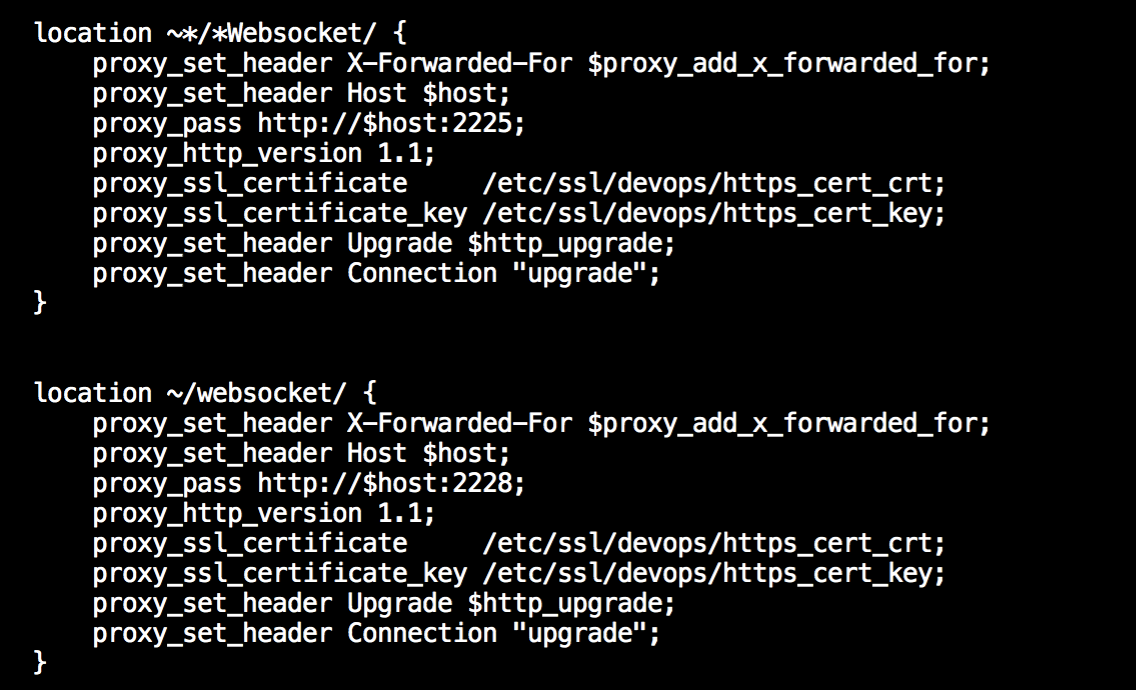 location ~*/*Websocket/ {
    proxy_set_header X-Forwarded-For $proxy_add_x_forwarded_for;
    proxy_set_header Host $host;
    proxy_pass http://$host:2225;
    proxy_http_version 1.1;
    proxy_ssl_certificate     /etc/ssl/devops/https_cert_crt;
    proxy_ssl_certificate_key /etc/ssl/devops/https_cert_key;
    proxy_set_header Upgrade $http_upgrade;
    proxy_set_header Connection "upgrade";
}
location ~/websocket/ {
    proxy_set_header X-Forwarded-For $proxy_add_x_forwarded_for;
    proxy_set_header Host $host;
    proxy_pass http://$host:2228;
    proxy_http_version 1.1;
    proxy_ssl_certificate     /etc/ssl/devops/https_cert_crt;
    proxy_ssl_certificate_key /etc/ssl/devops/https_cert_key;
    proxy_set_header Upgrade $http_upgrade;
    proxy_set_header Connection "upgrade";
}